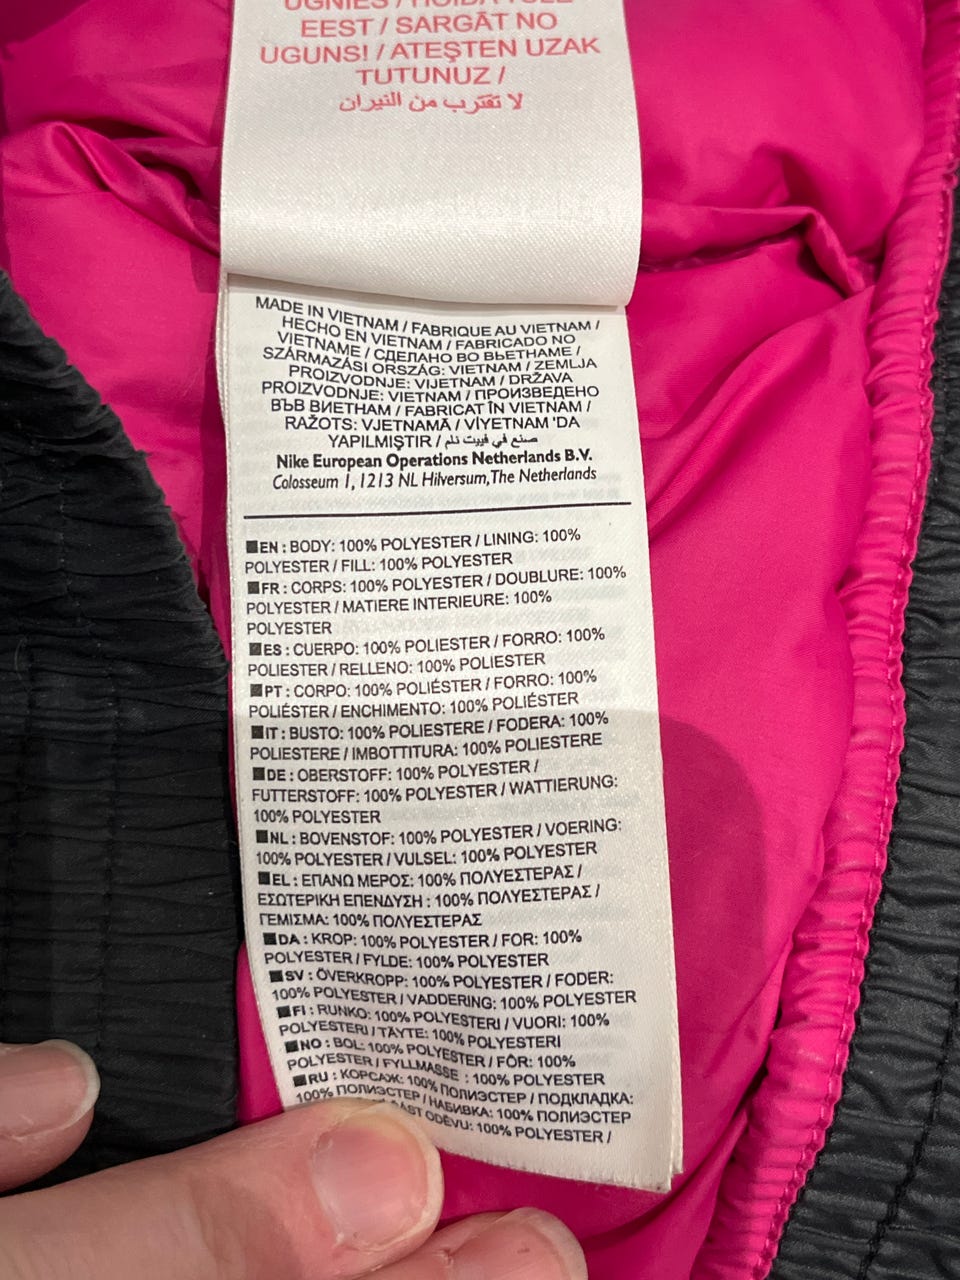 UGNIES / HOIDA TULE
EEST / SARGĀT NO
UGUNS! / ATEŞTEN UZAK
TUTUNUZ /
لا تقترب من النيران
MADE IN VIETNAM / FABRIQUE AU VIETNAM /
HECHO EN VIETNAM / FABRICADO NO
VIETNAME / СДЕЛАНО ВО ВЬЕТНАМЕ /
SZÁRMAZÁSI ORSZÁG: VIETNAM / ZEMLJA
PROIZVODNJE: VIJETNAM / DRŽAVA
PROIZVODNJE: VIETNAM / ПРОИЗВЕДЕНО
ВЪВ ВИЕТНАМ / FABRICAT ÎN VIETNAM /
RAŽOTS: VJETNAMĀ / VİYETNAM 'DA
YAPILMIŞTIR / صنع في فييت نام
Nike European Operations Netherlands B.V.
Colosseum 1, 1213 NL Hilversum, The Netherlands
EN : BODY: 100% POLYESTER / LINING: 100%
POLYESTER / FILL: 100% POLYESTER
FR : CORPS: 100% POLYESTER / DOUBLURE: 100%
POLYESTER / MATIERE INTERIEURE: 100%
POLYESTER
ES : CUERPO: 100% POLIESTER / FORRO: 100%
POLIESTER / RELLENO: 100% POLIESTER
PT : CORPO: 100% POLIÉSTER / FORRO: 100%
POLIÉSTER / ENCHIMENTO: 100% POLIÉSTER
IT : BUSTO: 100% POLIESTERE / FODERA: 100%
POLIESTERE / IMBOTTITURA: 100% POLIESTERE
DE : OBERSTOFF: 100% POLYESTER /
FUTTERSTOFF: 100% POLYESTER / WATTIERUNG:
100% POLYESTER
NL : BOVENSTOF: 100% POLYESTER / VOERING:
100% POLYESTER / VULSEL: 100% POLYESTER
EL : ΕΠΑΝΩ ΜΕΡΟΣ: 100% ΠΟΛΥΕΣΤΕΡΑΣ /
ΕΣΩΤΕΡΙΚΗ ΕΠΕΝΔΥΣΗ : 100% ΠΟΛΥΕΣΤΕΡΑΣ /
ΓΕΜΙΣΜΑ: 100% ΠΟΛΥΕΣΤΕΡΑΣ
DA : KROP: 100% POLYESTER / FOR: 100%
POLYESTER / FYLDE: 100% POLYESTER
SV : ÖVERKROPP: 100% POLYESTER / FODER:
100% POLYESTER / VADDERING: 100% POLYESTER
FI : RUNKO: 100% POLYESTERI / VUORI: 100%
POLYESTERI / TÄYTE: 100% POLYESTERI
NO : BOL: 100% POLYESTER / FÔR: 100%
POLYESTER / FYLLMASSE : 100% POLYESTER
RU : КОРСАЖ: 100% ПОЛИЭСТЕР / ПОДКЛАДКА:
100% ПОЛИЭСТЕР / НАБИВКА: 100% ПОЛИЭСТЕР
ČÁST ODĚVU: 100% POLYESTER /